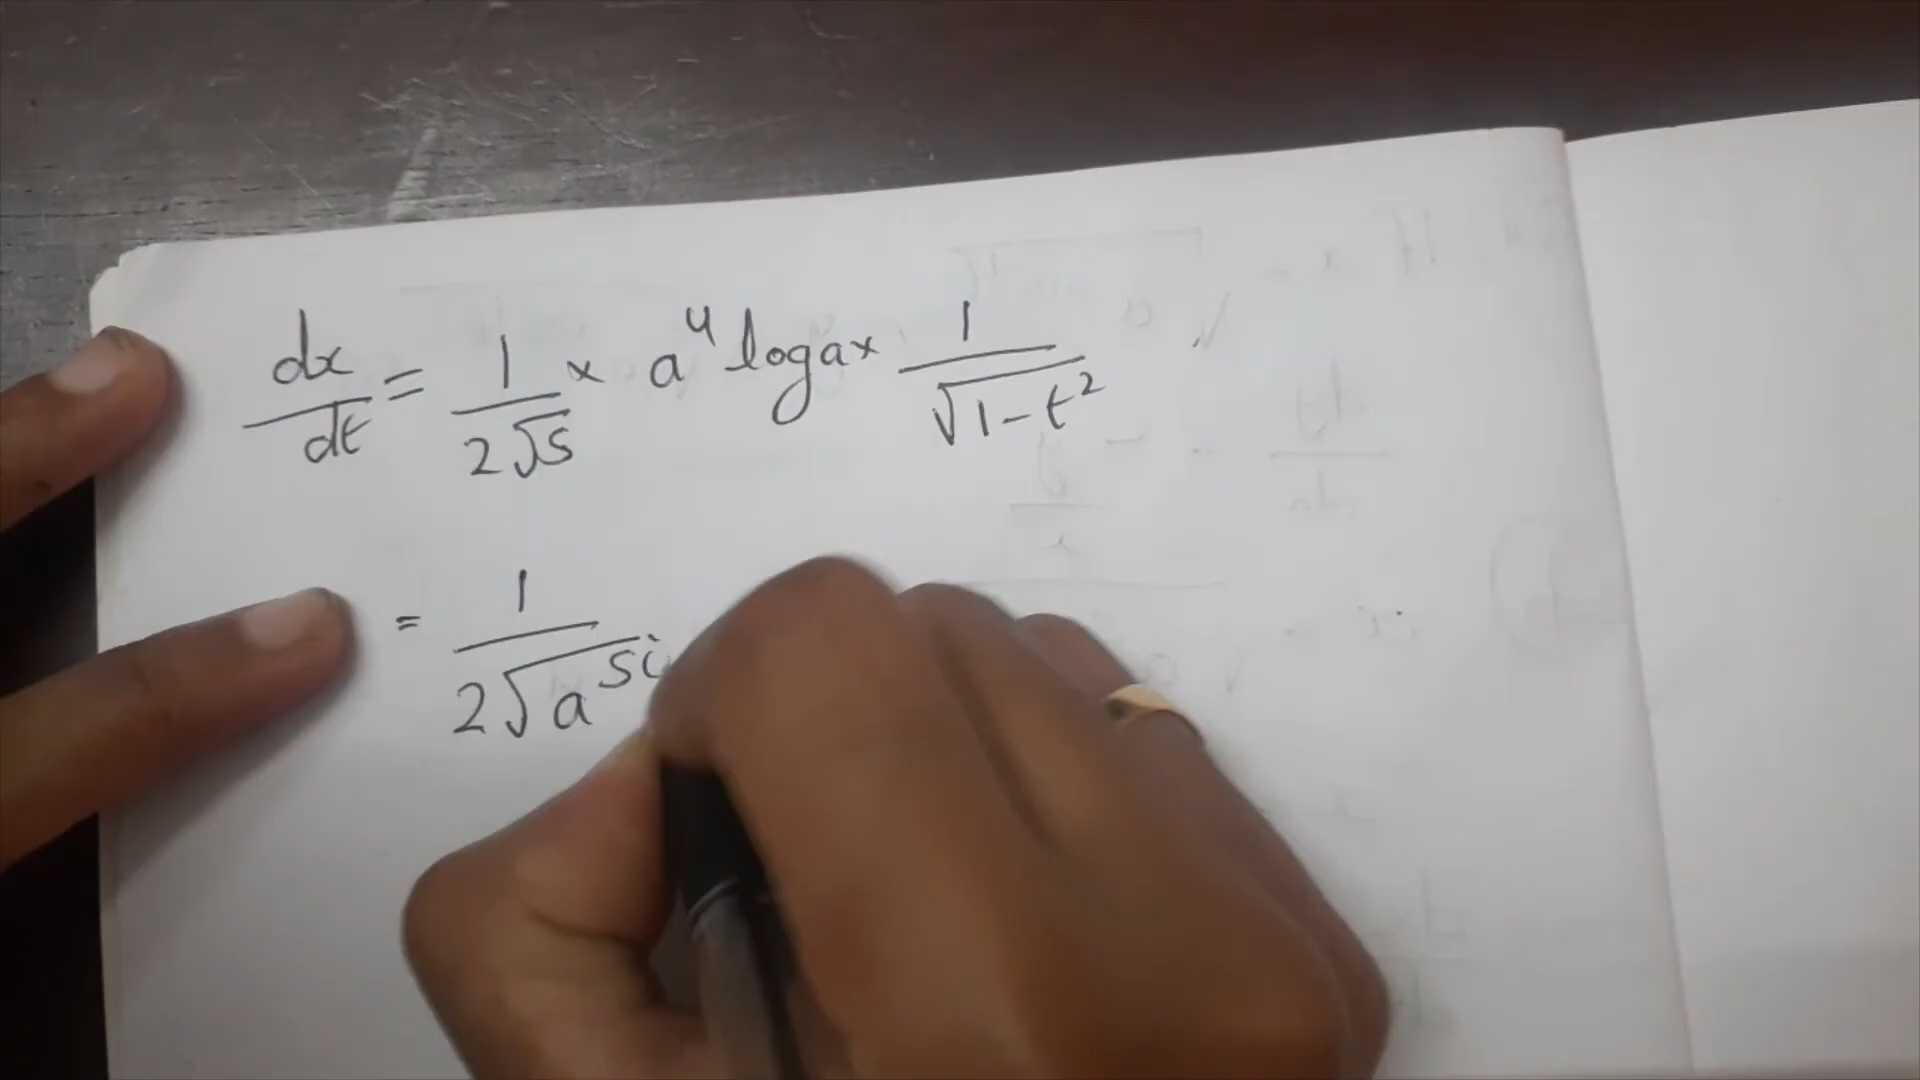 dx/dt = 1/(2√s) × a^u log a × 1/√(1-t²)
= 1/(2√(a^si